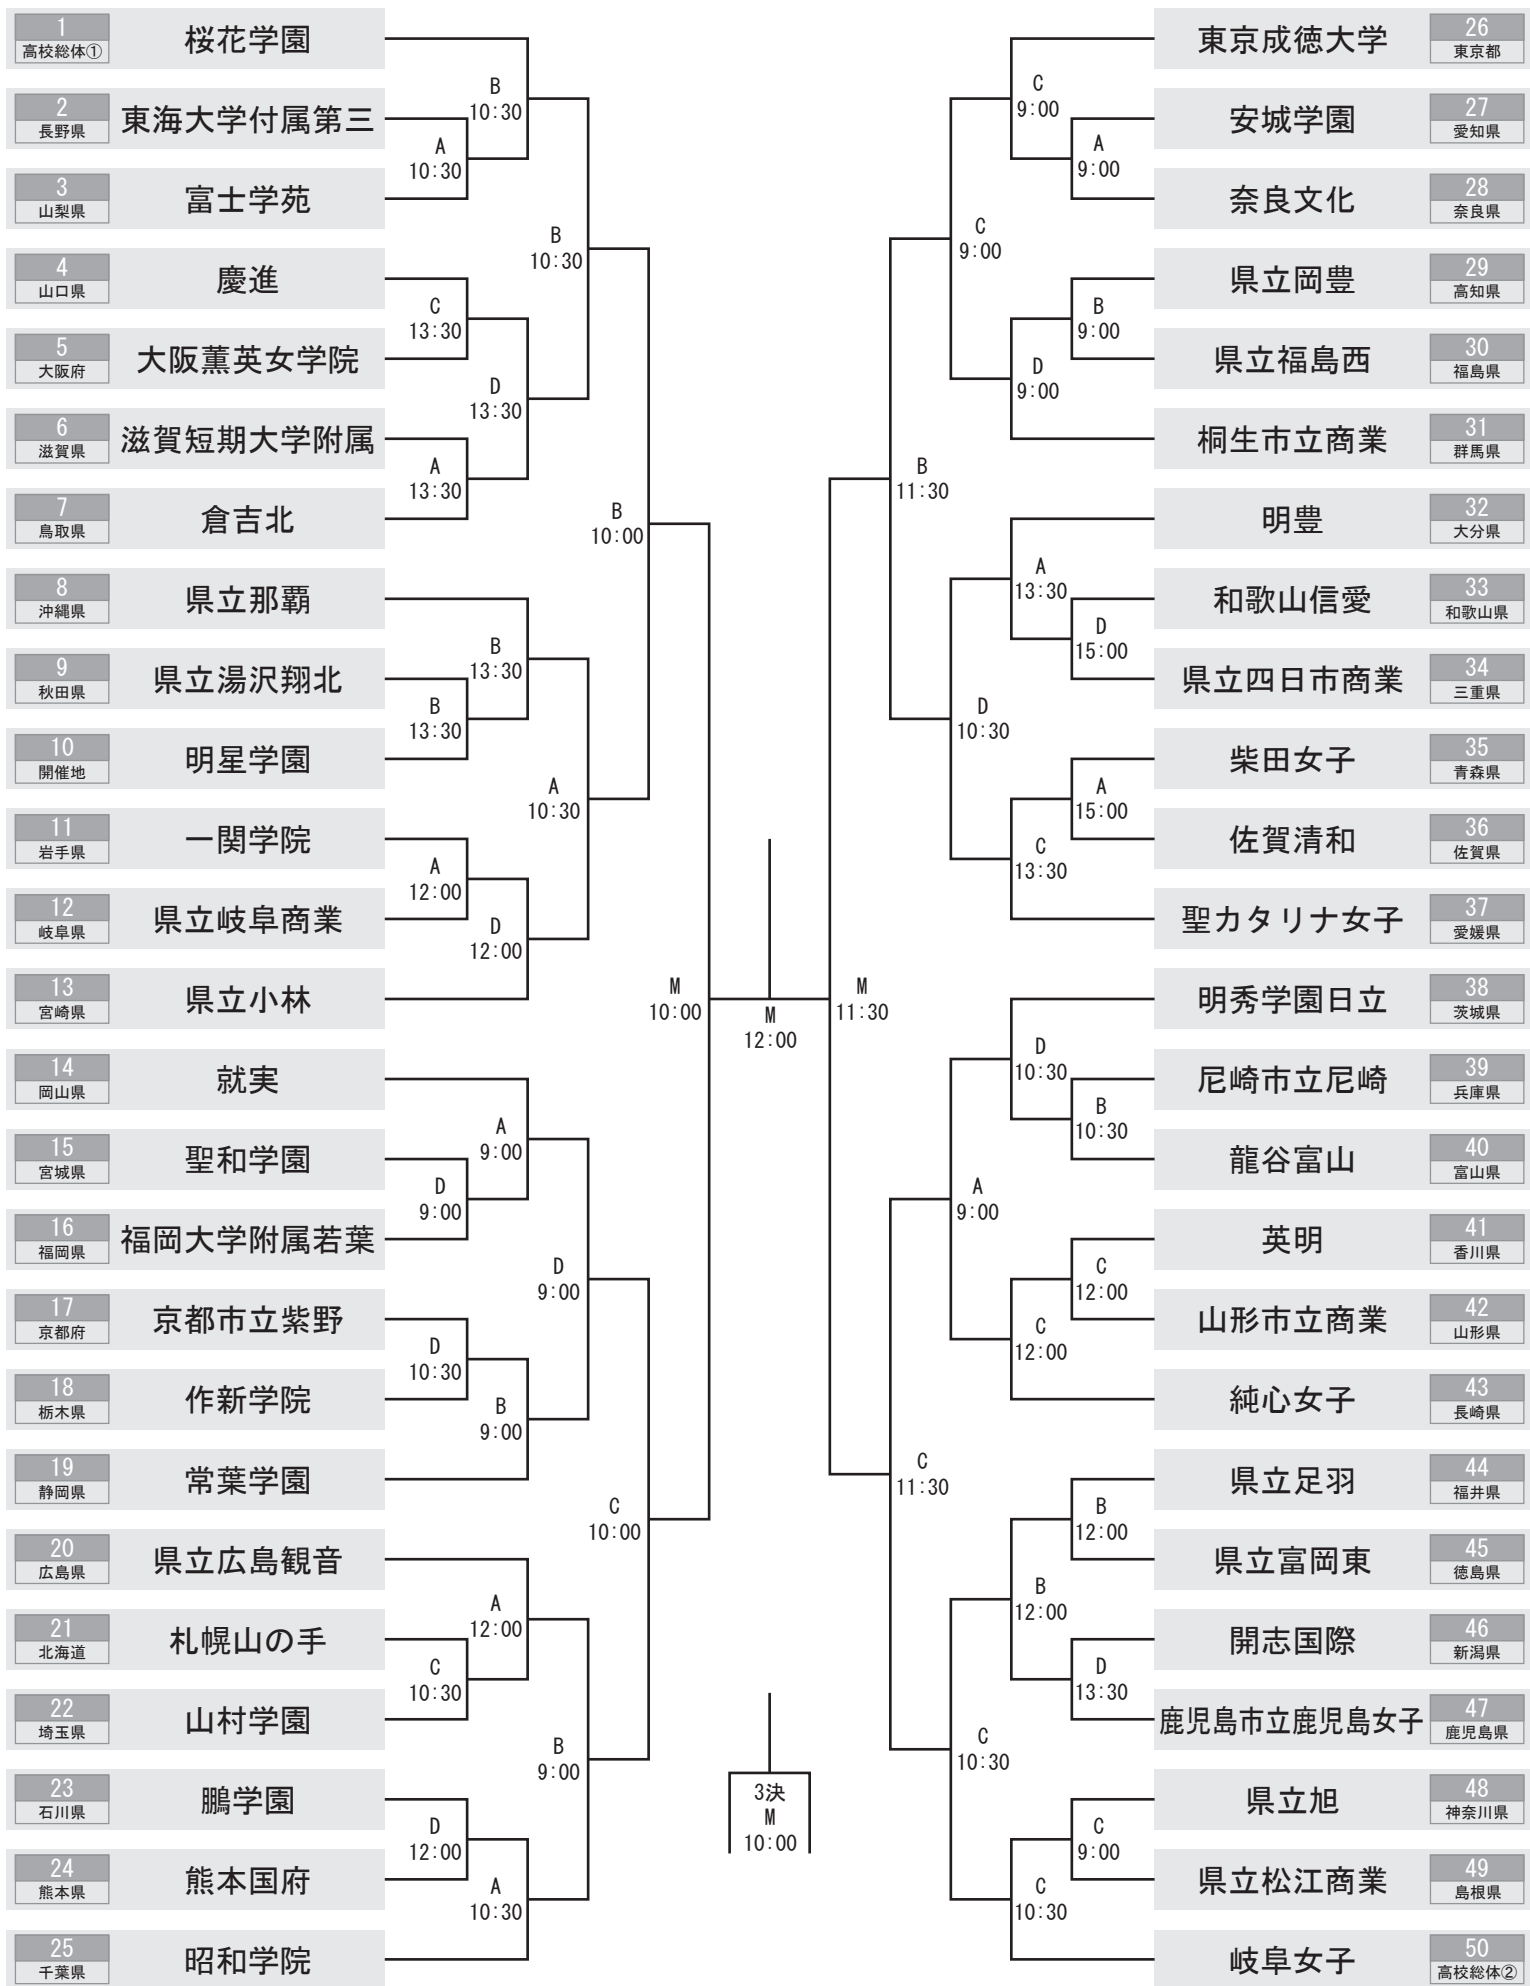 1
高校総体①
桜花学園
2
長野県
東海大学付属第三
3
山梨県
富士学苑
4
山口県
慶進
5
大阪府
大阪薫英女学院
6
滋賀県
滋賀短期大学附属
7
鳥取県
倉吉北
8
沖縄県
県立那覇
9
秋田県
県立湯沢翔北
10
開催地
明星学園
11
岩手県
一関学院
12
岐阜県
県立岐阜商業
13
宮崎県
県立小林
14
岡山県
就実
15
宮城県
聖和学園
16
福岡県
福岡大学附属若葉
17
京都府
京都市立紫野
18
栃木県
作新学院
19
静岡県
常葉学園
20
広島県
県立広島観音
21
北海道
札幌山の手
22
埼玉県
山村学園
23
石川県
鵬学園
24
熊本県
熊本国府
25
千葉県
昭和学院
A
10:30
C
13:30
A
13:30
B
13:30
A
12:00
D
9:00
D
10:30
C
10:30
D
12:00
B
10:30
D
13:30
B
13:30
D
12:00
A
9:00
B
9:00
A
12:00
A
10:30
B
10:30
A
10:30
D
9:00
B
9:00
B
10:00
C
10:00
M
10:00
M
12:00
3決
M
10:00
M
11:30
B
11:30
C
11:30
C
9:00
D
10:30
A
9:00
C
10:30
C
9:00
D
9:00
A
13:30
C
13:30
D
10:30
C
12:00
B
12:00
C
10:30
A
9:00
B
9:00
D
15:00
A
15:00
B
10:30
C
12:00
B
12:00
D
13:30
C
9:00
東京成徳大学
26
東京都
安城学園
27
愛知県
奈良文化
28
奈良県
県立岡豊
29
高知県
県立福島西
30
福島県
桐生市立商業
31
群馬県
明豊
32
大分県
和歌山信愛
33
和歌山県
県立四日市商業
34
三重県
柴田女子
35
青森県
佐賀清和
36
佐賀県
聖カタリナ女子
37
愛媛県
明秀学園日立
38
茨城県
尼崎市立尼崎
39
兵庫県
龍谷富山
40
富山県
英明
41
香川県
山形市立商業
42
山形県
純心女子
43
長崎県
県立足羽
44
福井県
県立富岡東
45
徳島県
開志国際
46
新潟県
鹿児島市立鹿児島女子
47
鹿児島県
県立旭
48
神奈川県
県立松江商業
49
島根県
岐阜女子
50
高校総体②